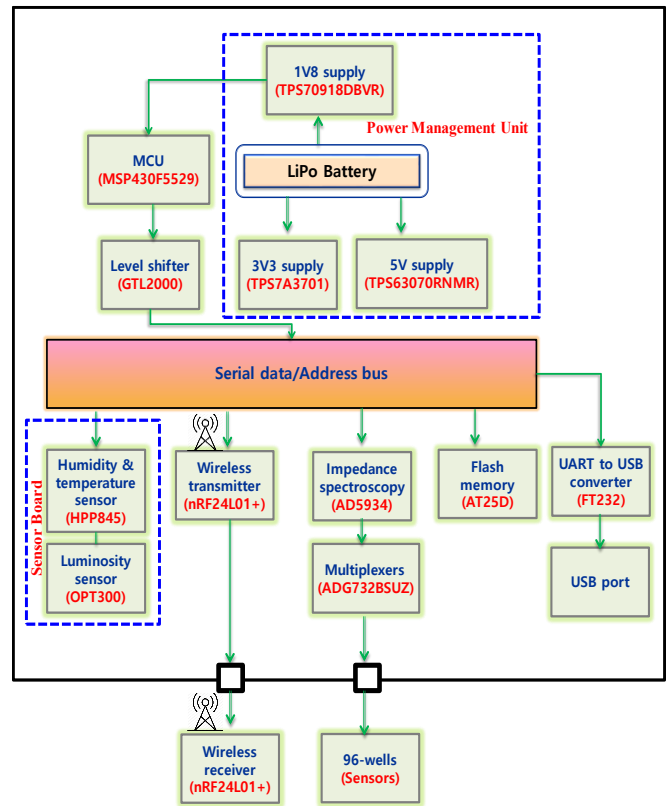 1V8 supply
(TPS70918DBVR)
Power Management Unit
MCU
(MSP430F5529)
LiPo Battery
Level shifter
(GTL2000)
3V3 supply
(TPS7A3701)
5V supply
(TPS63070RNMR)
Serial data/Address bus
Sensor Board
Humidity &
temperature
sensor
(HPP845)
Luminosity
sensor
(OPT300)
Wireless
transmitter
(nRF24L01+)
Impedance
spectroscopy
(AD5934)
Multiplexers
(ADG732BSUZ)
Flash
memory
(AT25D)
UART to USB
converter
(FT232)
USB port
Wireless
receiver
(nRF24L01+)
96-wells
(Sensors)